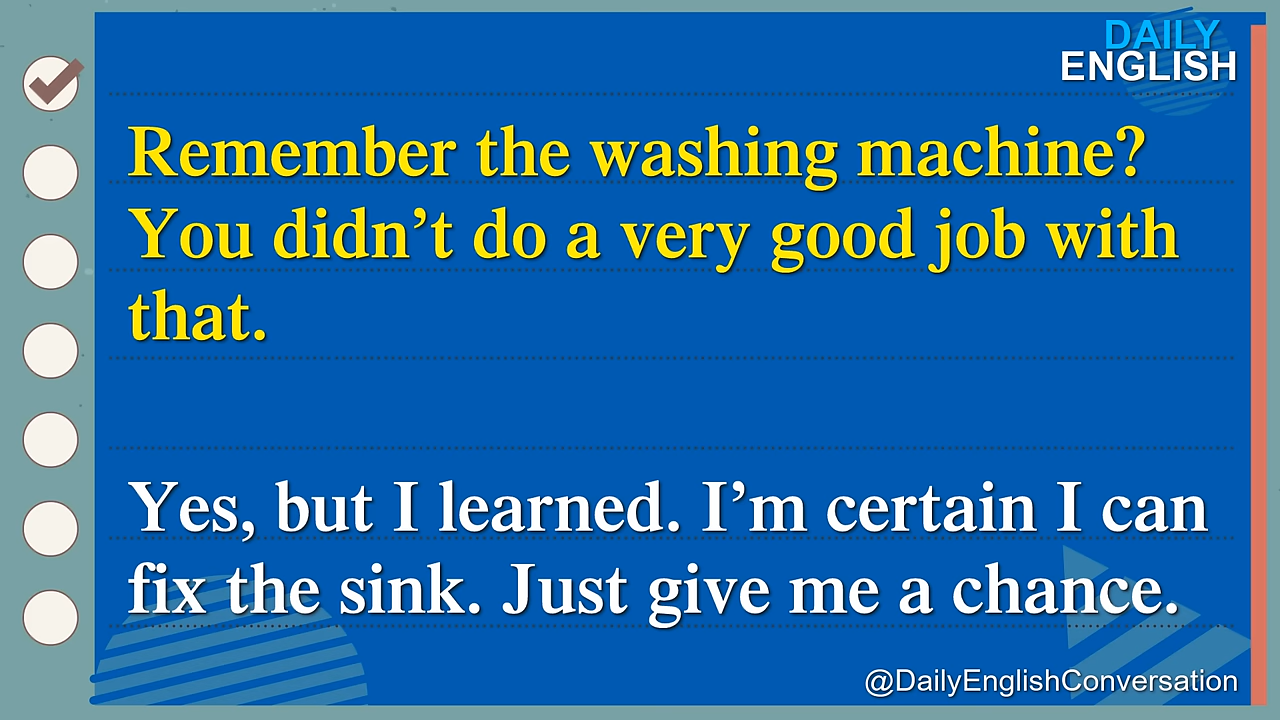 DAILY
ENGLISH
Remember the washing machine?
You didn’t do a very good job with
that.
Yes, but I learned. I’m certain I can
fix the sink. Just give me a chance.
@DailyEnglishConversation